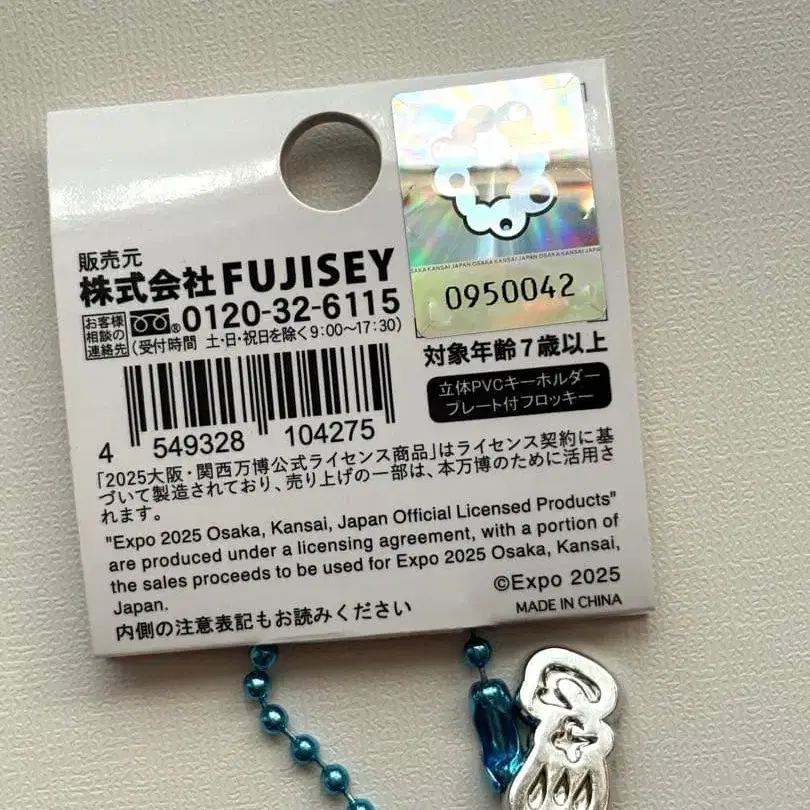 販売元
株式会社FUJISEY
お客様相談の連絡先 ® 0120-32-6115
(受付時間 土・日・祝日を除く9:00〜17:30)
OSAKA KANSAI JAPAN OSAKA KANSAI JAPAN OSAKA KANSAI JAPAN
0950042
対象年齢7歳以上
立体PVCキーホルダー
プレート付フロッキー
4 549328 104275
「2025大阪・関西万博公式ライセンス商品」はライセンス契約に基
づいて製造されており、売り上げの一部は、本万博のために活用さ
れます。
"Expo 2025 Osaka, Kansai, Japan Official Licensed Products"
are produced under a licensing agreement, with a portion of
the sales proceeds to be used for Expo 2025 Osaka, Kansai,
Japan.
©Expo 2025
内側の注意表記もお読みください
MADE IN CHINA